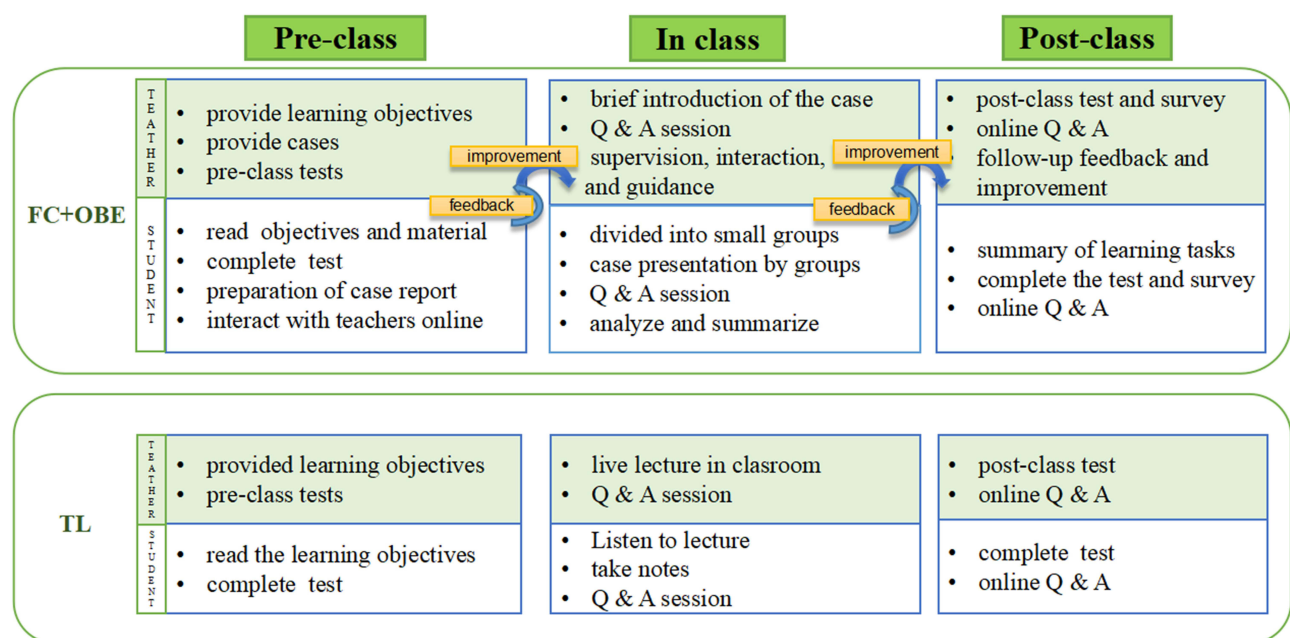 Pre-class
In class
Post-class
FC+OBE
TEATHER
• provide learning objectives
• provide cases
• pre-class tests
• brief introduction of the case
• Q & A session
supervision, interaction,
and guidance
• post-class test and survey
• online Q & A
• follow-up feedback and
improvement
improvement
feedback
improvement
feedback
STUDENT
• read objectives and material
• complete test
• preparation of case report
• interact with teachers online
• divided into small groups
• case presentation by groups
• Q & A session
• analyze and summarize
• summary of learning tasks
• complete the test and survey
• online Q & A
TL
TEATHER
• provided learning objectives
• pre-class tests
• live lecture in clasroom
• Q & A session
• post-class test
• online Q & A
STUDENT
• read the learning objectives
• complete test
• Listen to lecture
• take notes
• Q & A session
• complete test
• online Q & A